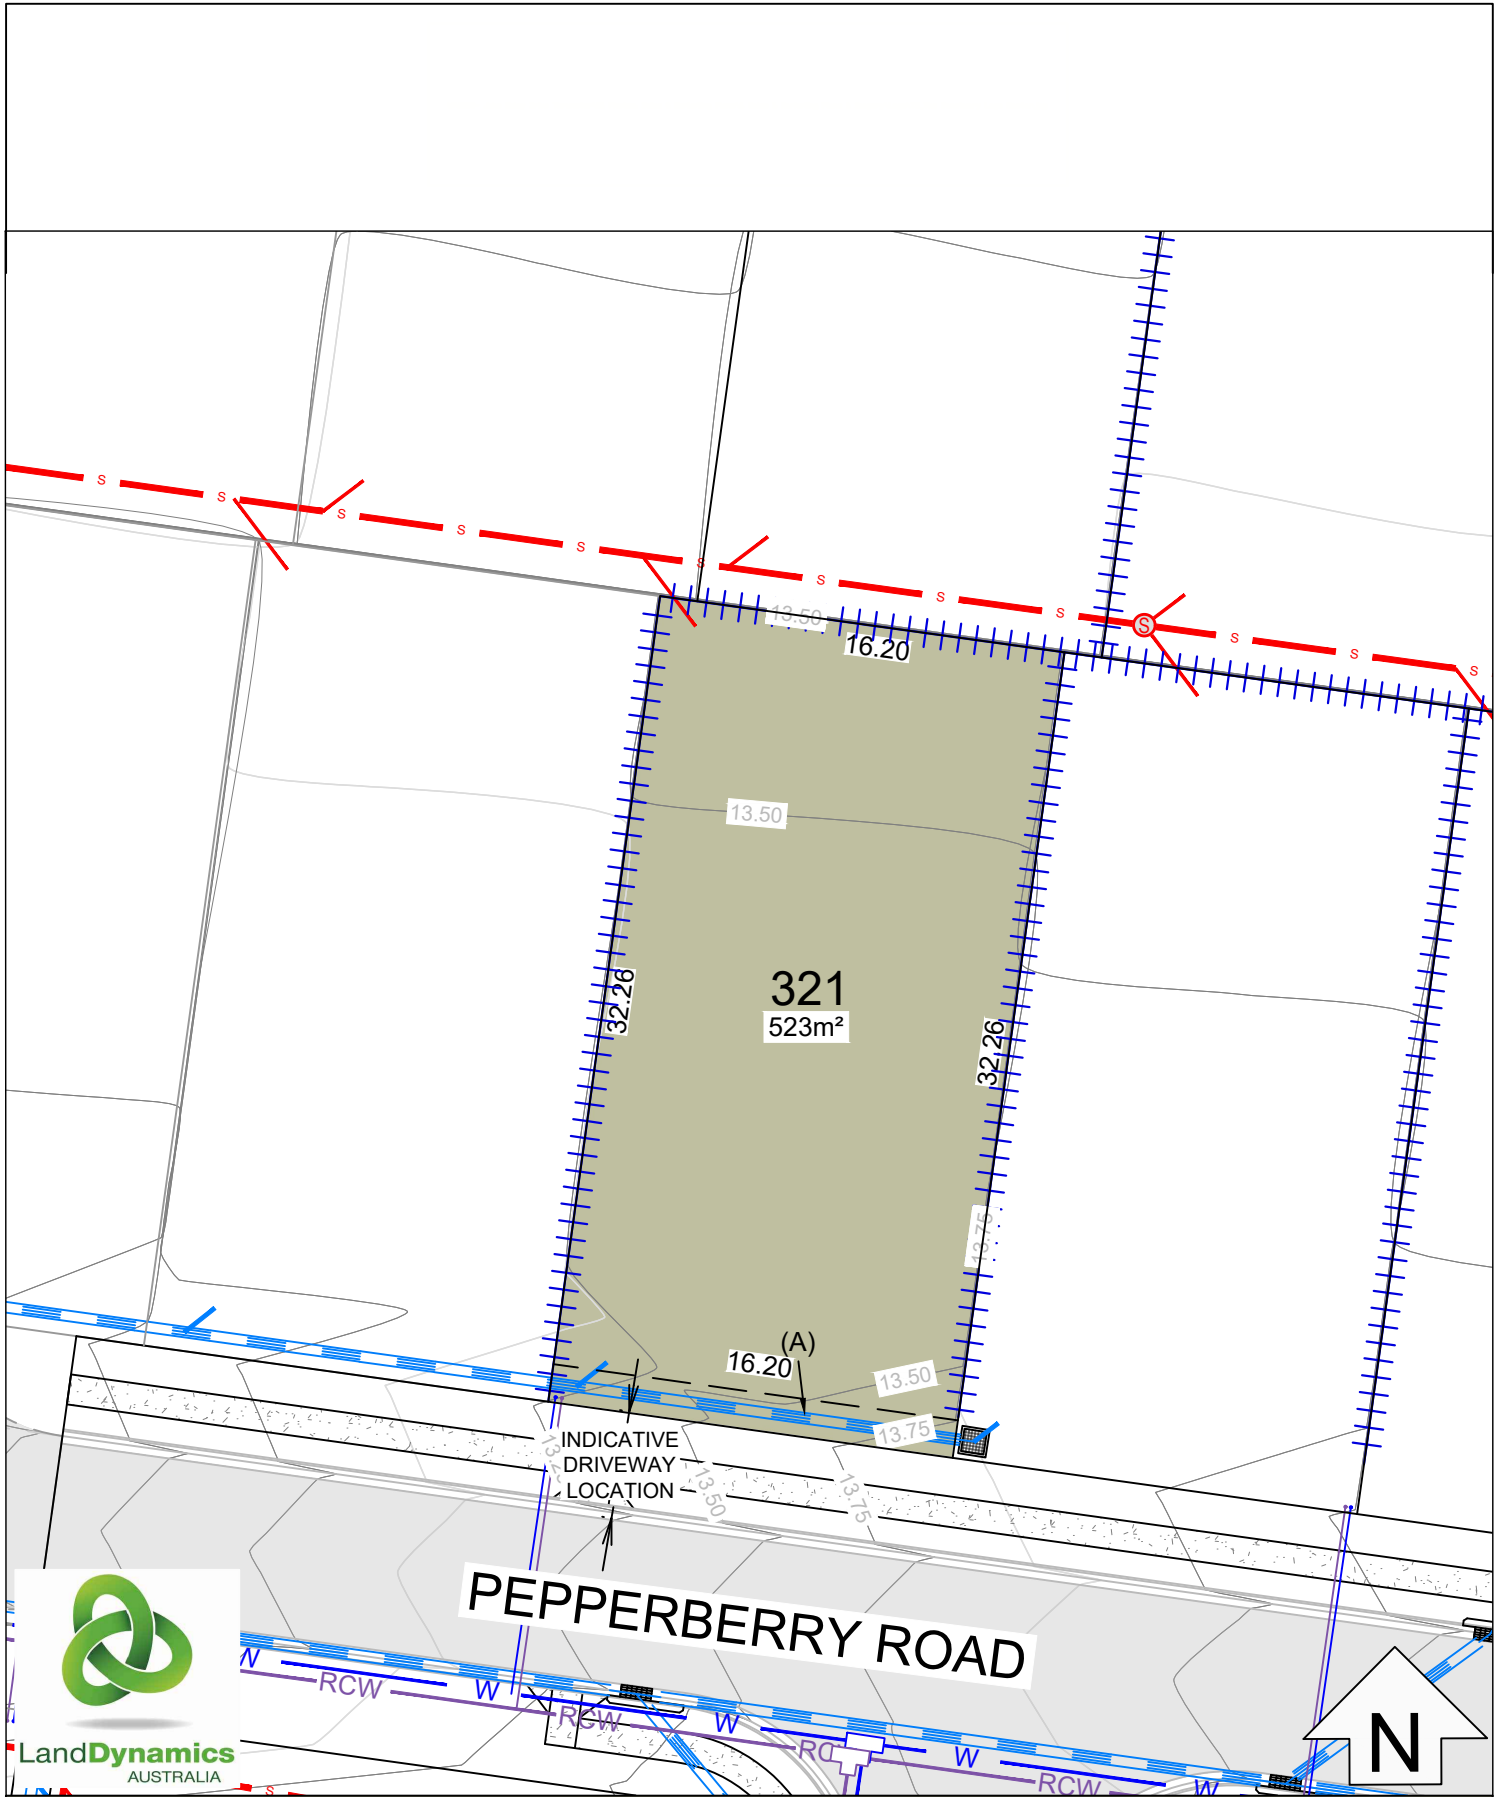 S
S
S
S
S
S
S
S
S
S
S
S
S
S
13.50
16.20
13.50
32.26
321
523m²
32.26
13.75
(A)
16.20
13.50
13.75
INDICATIVE
DRIVEWAY
LOCATION
13.50
13.75
PEPPERBERRY ROAD
W
RCW
W
RCW
W
W
RCW
W
N
LandDynamics
AUSTRALIA
S